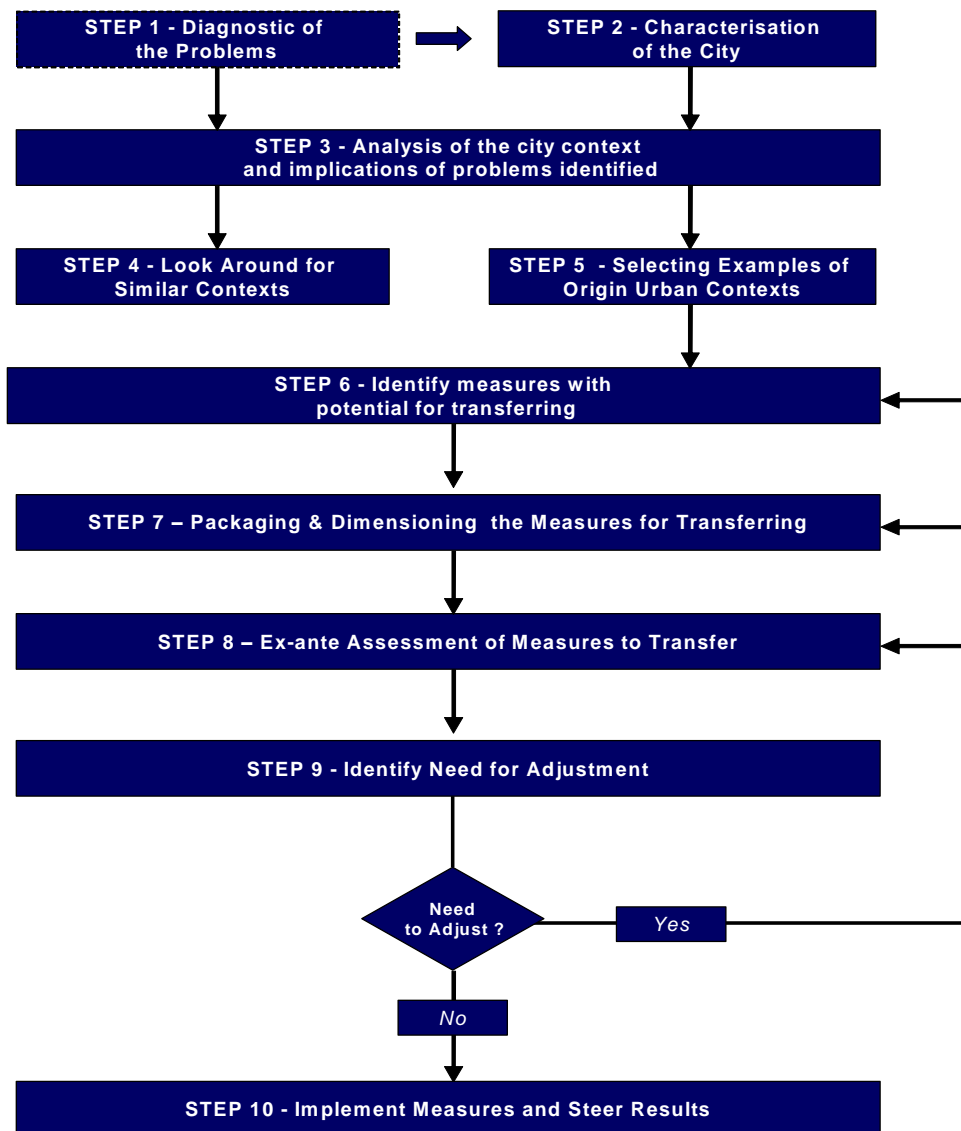 STEP 1 - Diagnostic of
the Problems
STEP 2 - Characterisation
of the City
STEP 3 - Analysis of the city context
and implications of problems identified
STEP 4 - Look Around for
Similar Contexts
STEP 5 - Selecting Examples of
Origin Urban Contexts
STEP 6 - Identify measures with
potential for transferring
STEP 7 – Packaging & Dimensioning the Measures for Transferring
STEP 8 – Ex-ante Assessment of Measures to Transfer
STEP 9 - Identify Need for Adjustment
Need
to Adjust ?
Yes
No
STEP 10 - Implement Measures and Steer Results